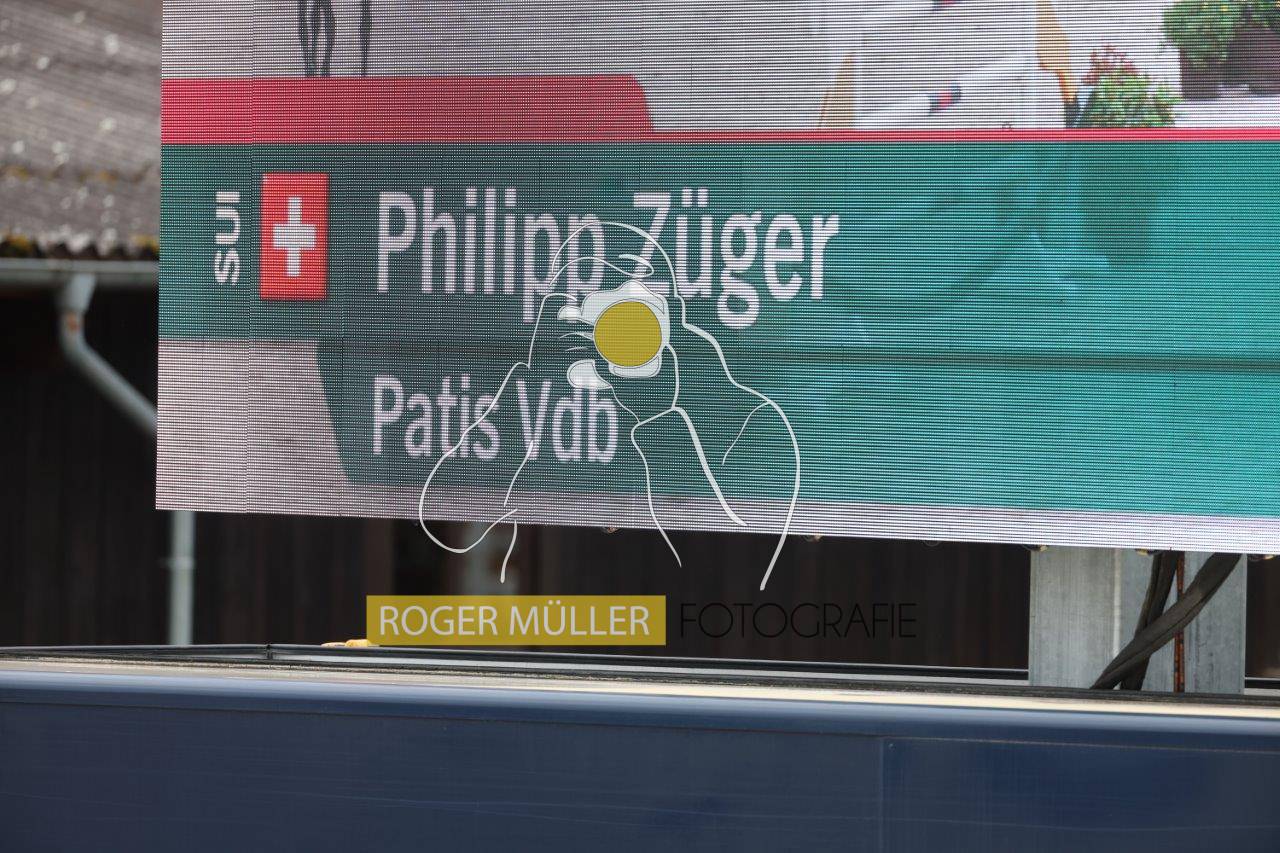 SUI
Philipp Züger
Patis Vdb
ROGER MÜLLER FOTOGRAFIE